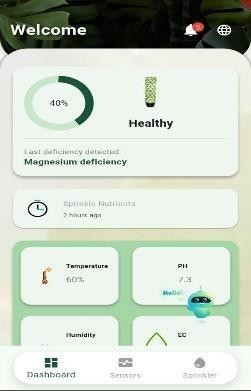 Welcome
5
40%
Healthy
Last deficiency detected:
Magnesium deficiency
Sprinkle Nutrients
2 hours ago
Temperature
60%
PH
7.3
Hello!
Humidity
EC
Dashboard
Sensors
Sprinkler